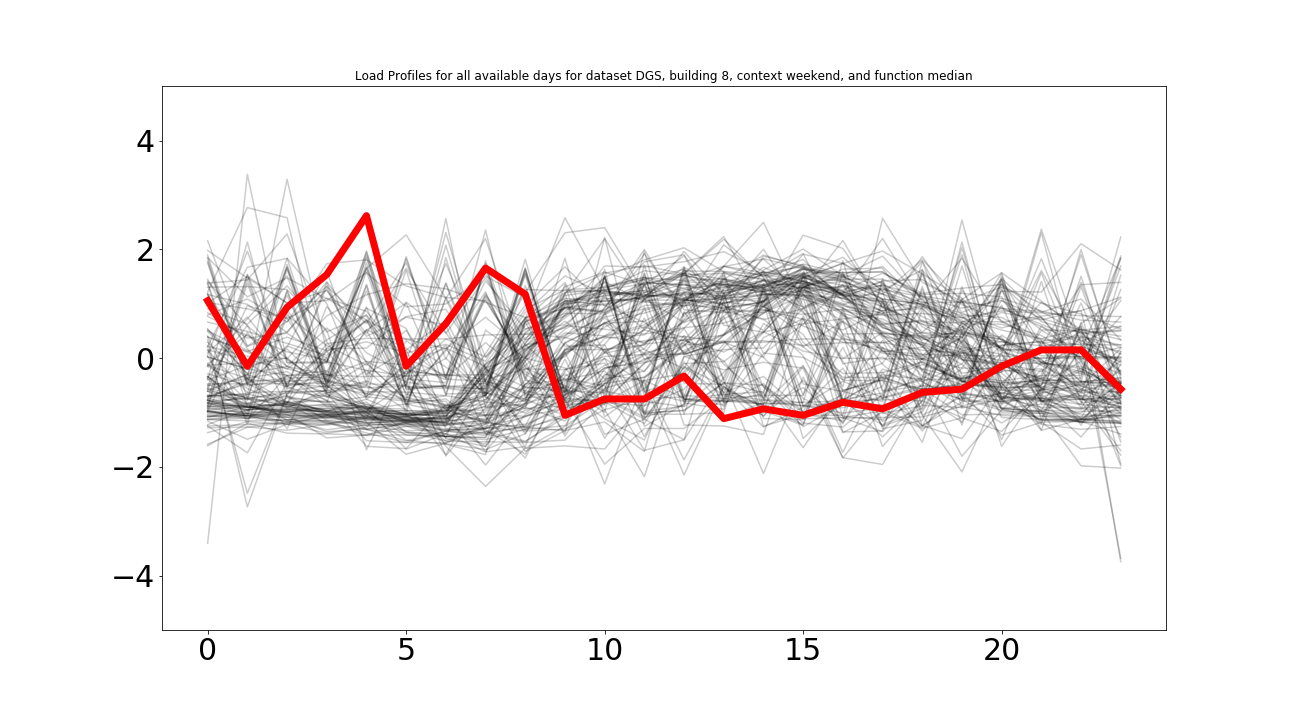 Load Profiles for all available days for dataset DGS, building 8, context weekend, and function median
4
2
0
−2
−4
0 5 10 15 20